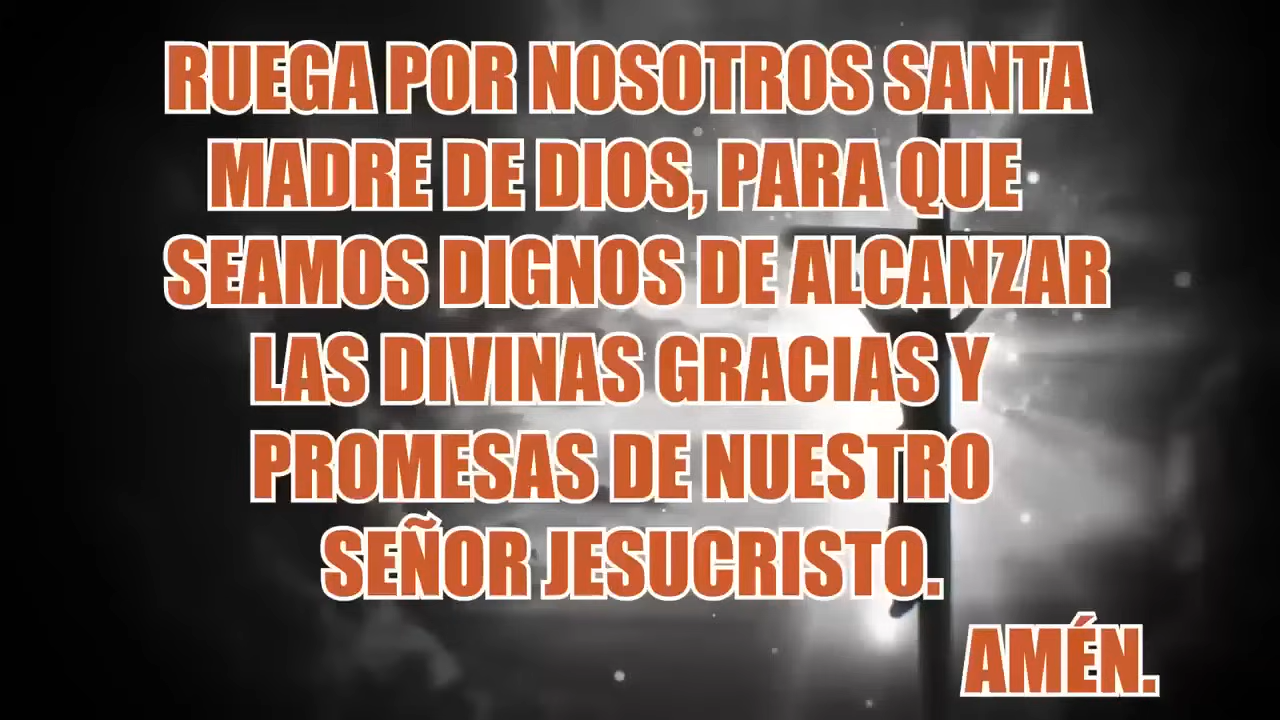 RUEGA POR NOSOTROS SANTA
MADRE DE DIOS, PARA QUE
SEAMOS DIGNOS DE ALCANZAR
LAS DIVINAS GRACIAS Y
PROMESAS DE NUESTRO
SEÑOR JESUCRISTO.
AMÉN.